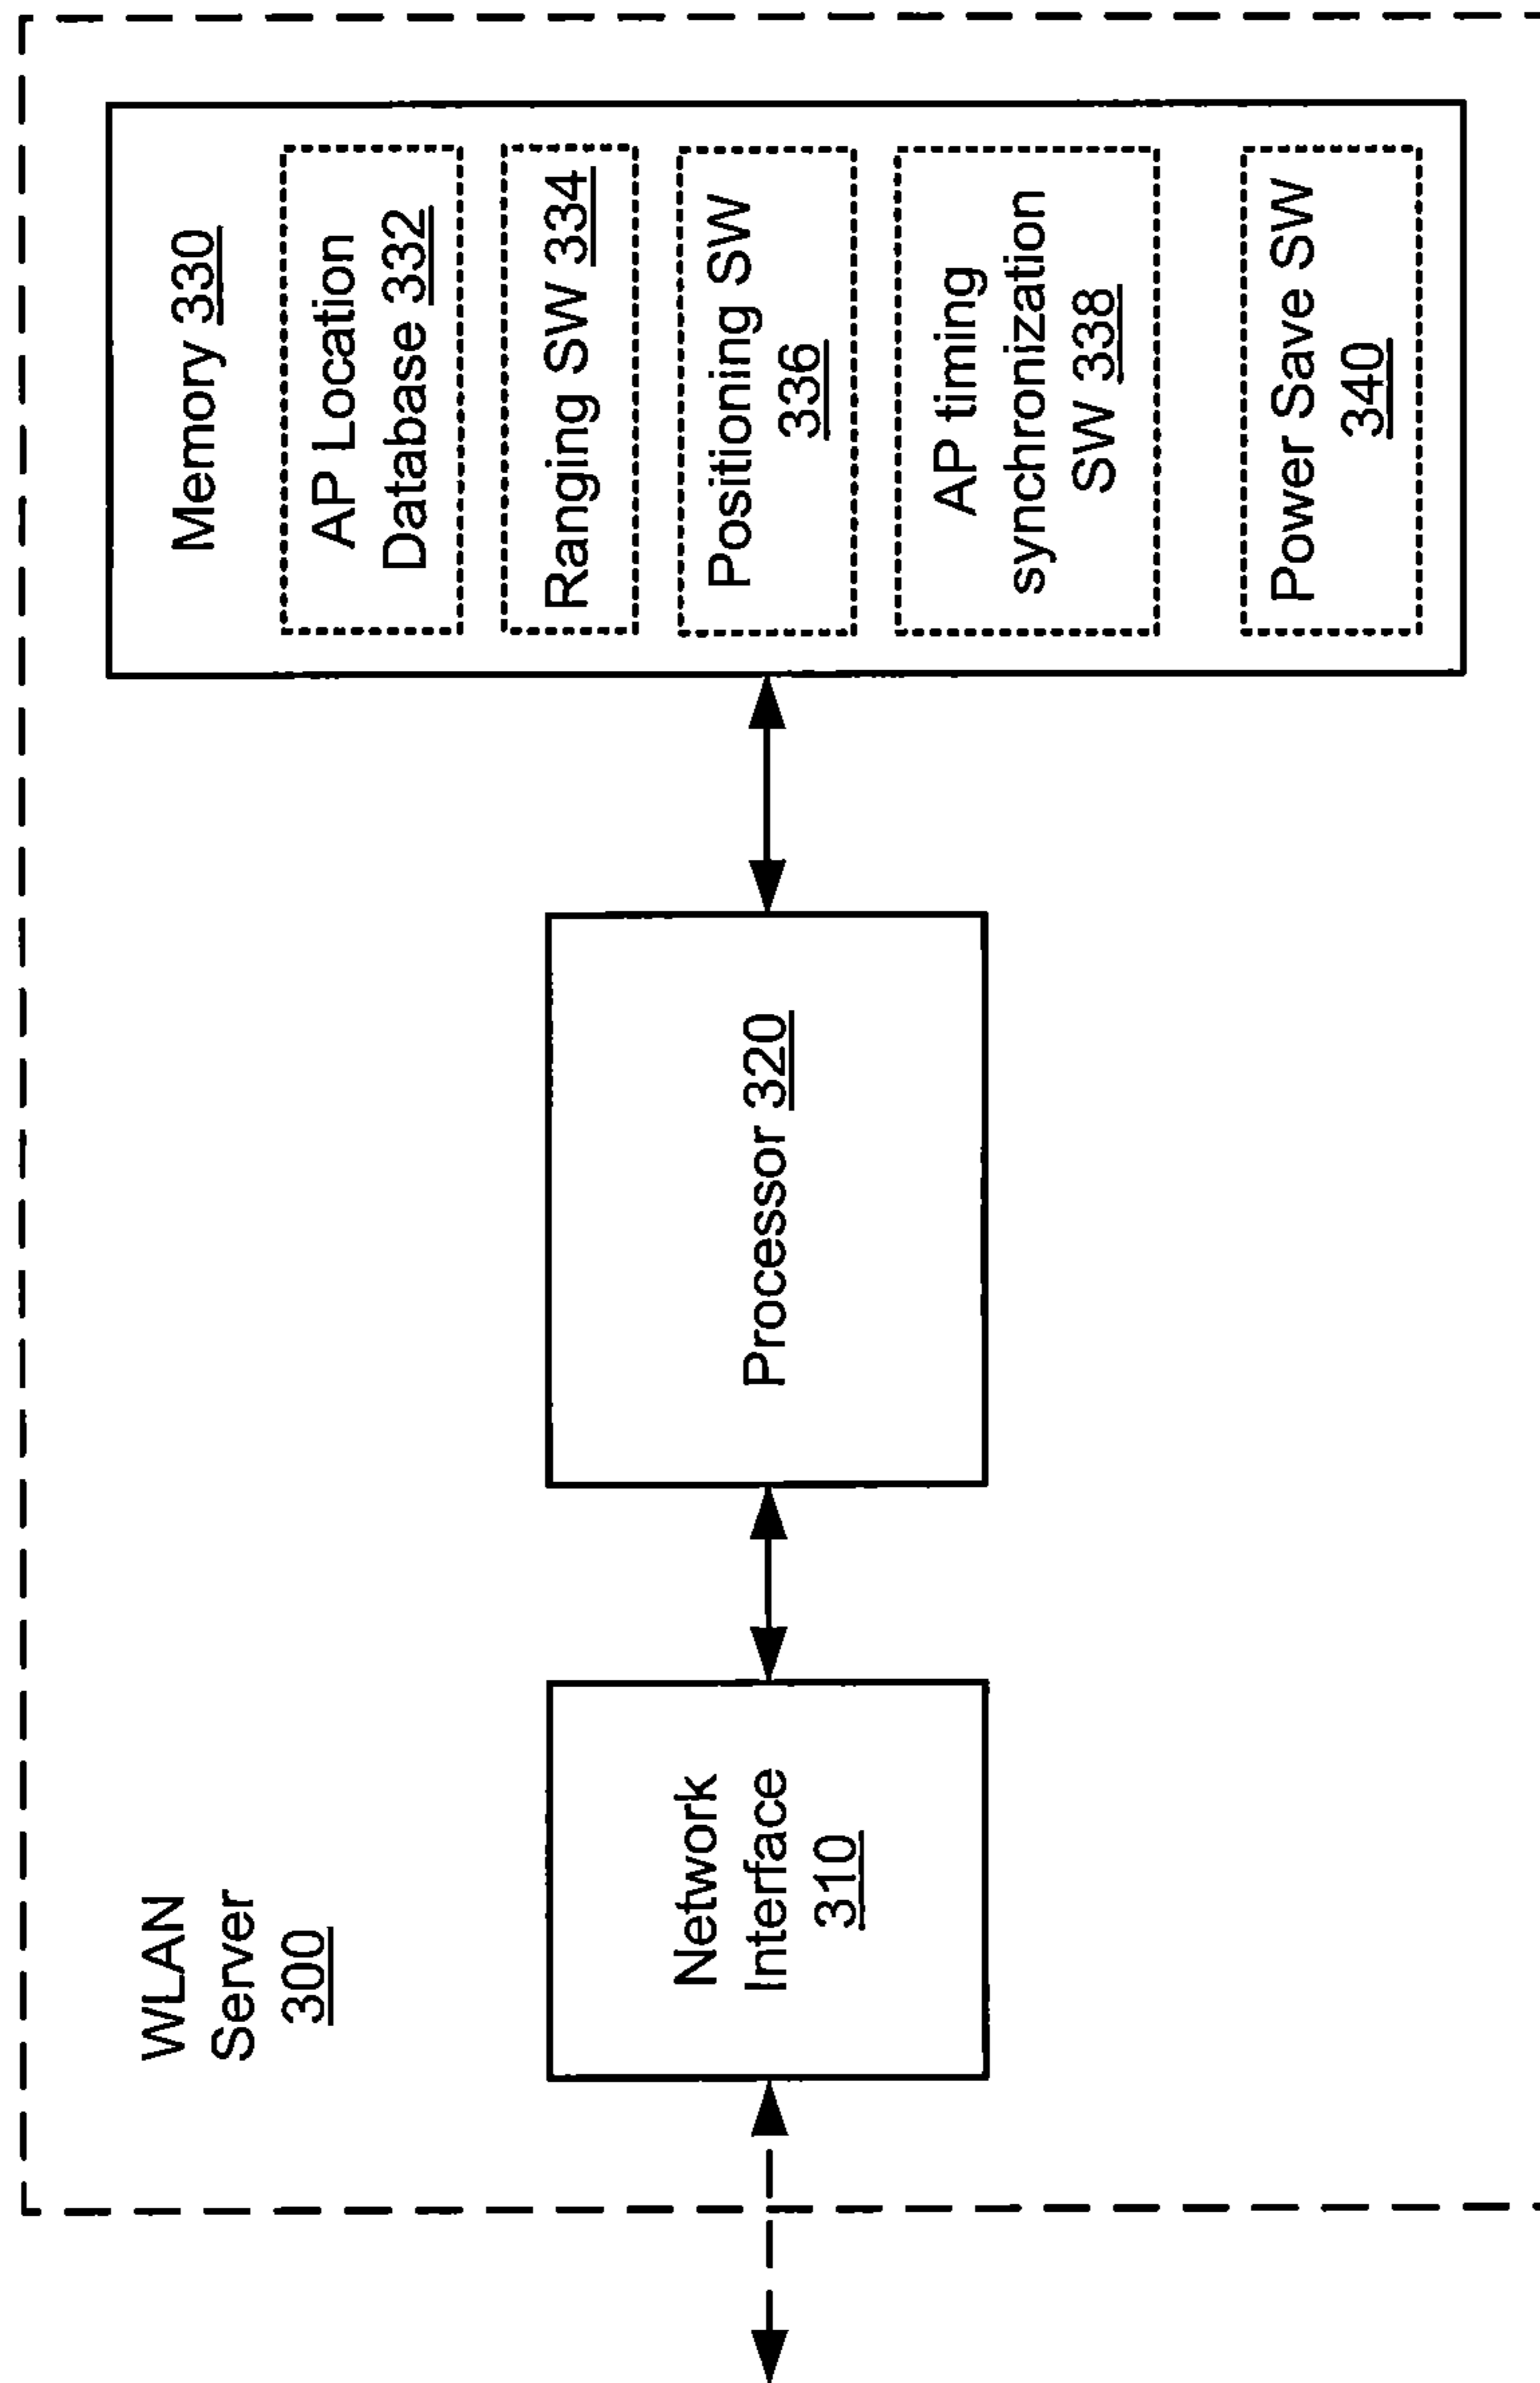 WLAN
Server
300
Network
Interface
310
Processor 320
Memory 330
AP Location
Database 332
Ranging SW 334
Positioning SW
336
AP timing
synchronization
SW 338
Power Save SW
340